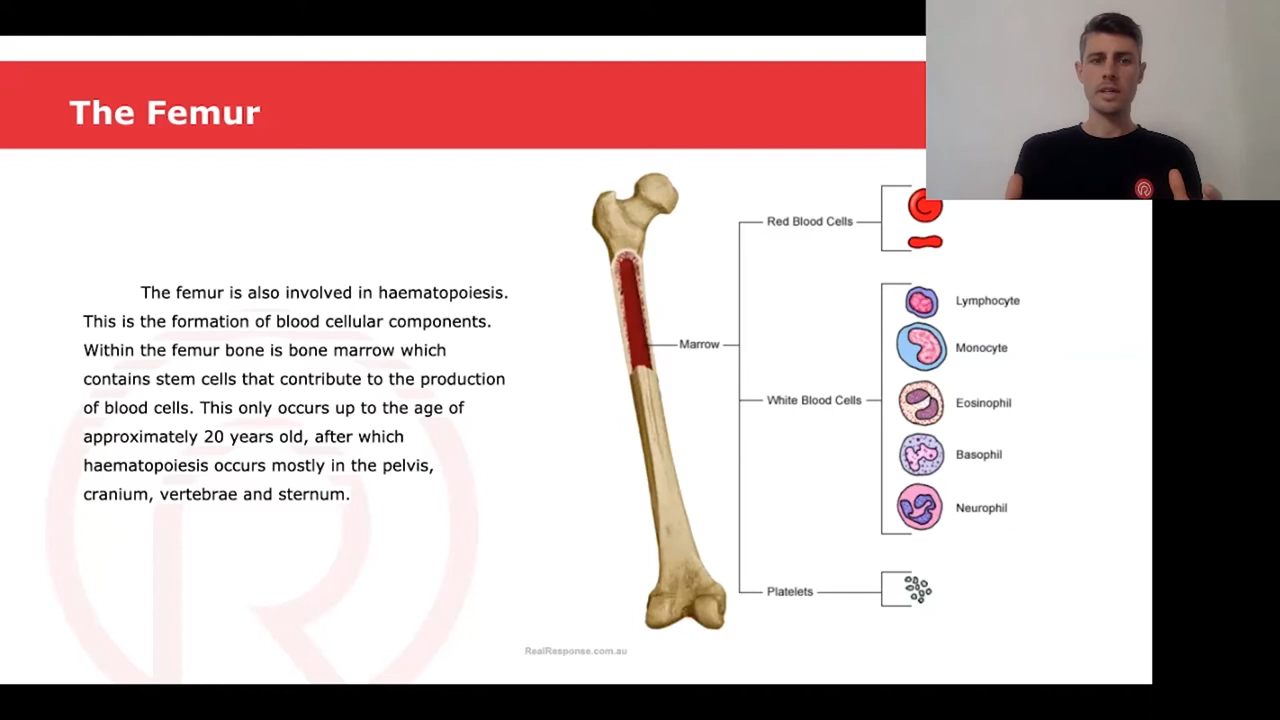 The Femur
The femur is also involved in haematopoiesis.
This is the formation of blood cellular components.
Within the femur bone is bone marrow which
contains stem cells that contribute to the production
of blood cells. This only occurs up to the age of
approximately 20 years old, after which
haematopoiesis occurs mostly in the pelvis,
cranium, vertebrae and sternum.
Marrow
Red Blood Cells
White Blood Cells
Platelets
Lymphocyte
Monocyte
Eosinophil
Basophil
Neurophil
RealResponse.com.au